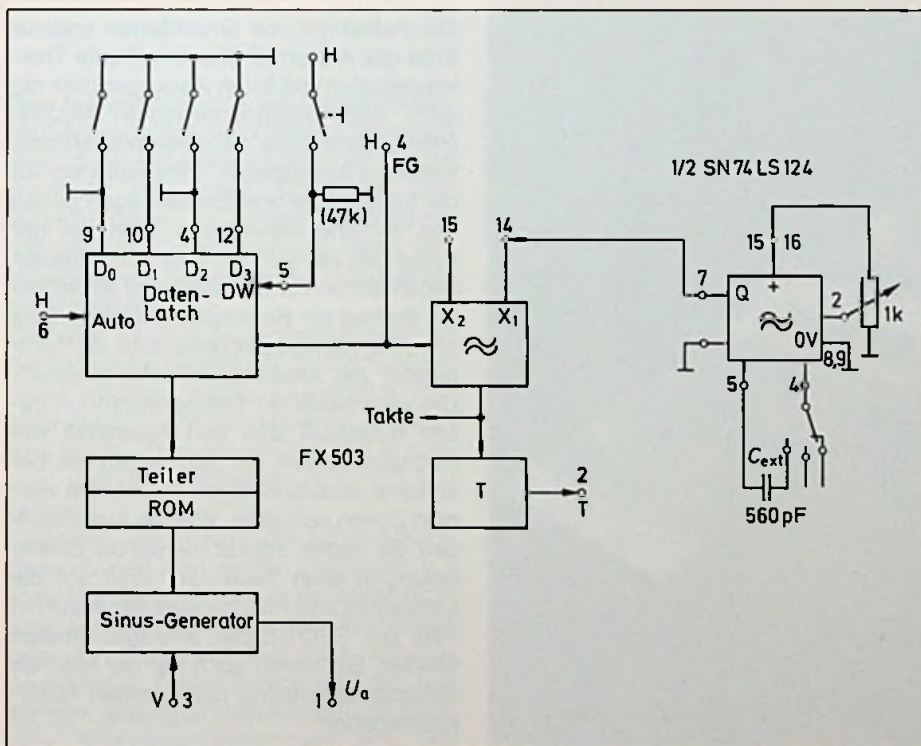 H
H 4
FG
1/2 SN 74 LS 124
(47k)
9 10 4 12
5
15 14
15 16
D₀ D₁ D₂ D₃
Daten-
Latch
DW
H
6
Auto
X₂ X₁
≈
7
Q
+
≈
2
0V
8,9
1k
5 4
Takte
FX 503
Teiler
ROM
T
2
T
Cext
560 pF
Sinus-Generator
V 3
1 Uₐ